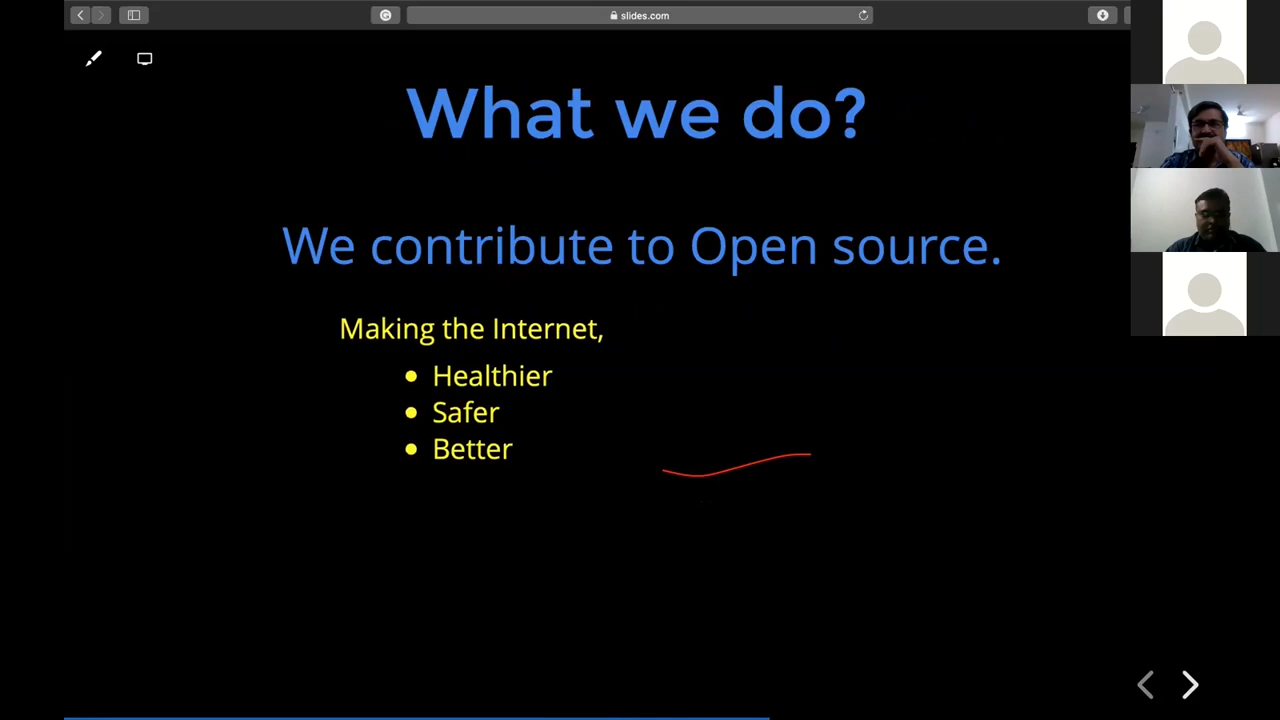 slides.com
What we do?
We contribute to Open source.
Making the Internet,
Healthier
Safer
Better